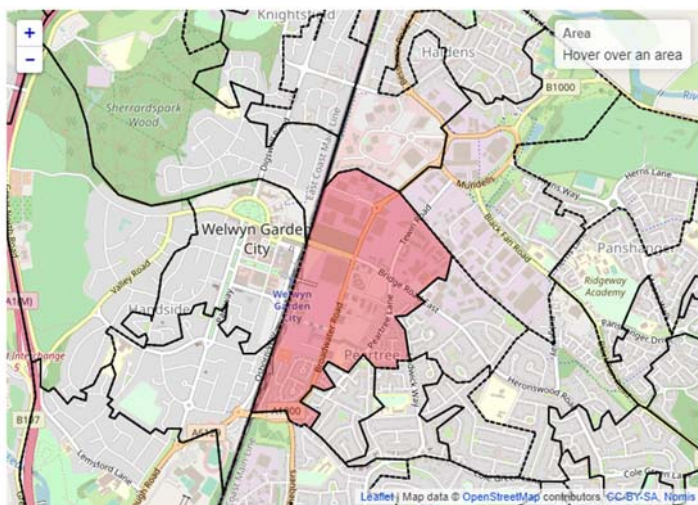 +
−
Area
Hover over an area
Knightsfield
Haldens
B1000
Sherrardspark
Wood
Digswell
East Coast Main Line
Mundells
Herns Lane
Welwyn Garden
City
Tewin Road
Black Fan Road
Panshanger
Valley Road
Bridge Road East
Ridgeway
Academy
A1(M)
Handside
Welwyn
Garden
City
Broadwater Road
Peartree Lane
Peartree
Heronswood Road
B197
A1000
A6129
Lemsford Lane
Cole Green Lane
Leaflet | Map data © OpenStreetMap contributors, CC-BY-SA, Nomis